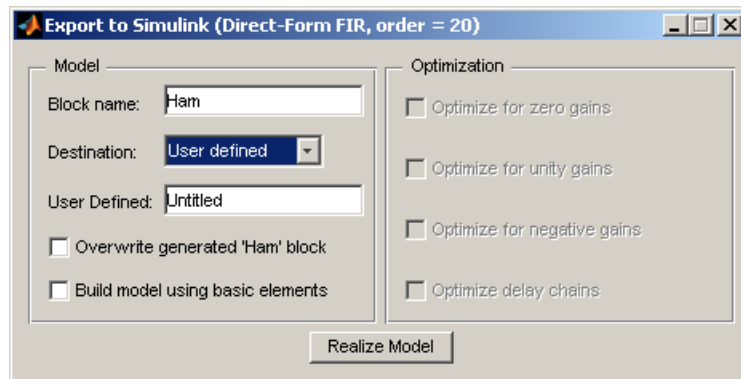 Export to Simulink (Direct-Form FIR, order = 20)
Model
Block name: Ham
Destination: User defined
User Defined: Untitled
Overwrite generated 'Ham' block
Build model using basic elements
Optimization
Optimize for zero gains
Optimize for unity gains
Optimize for negative gains
Optimize delay chains
Realize Model